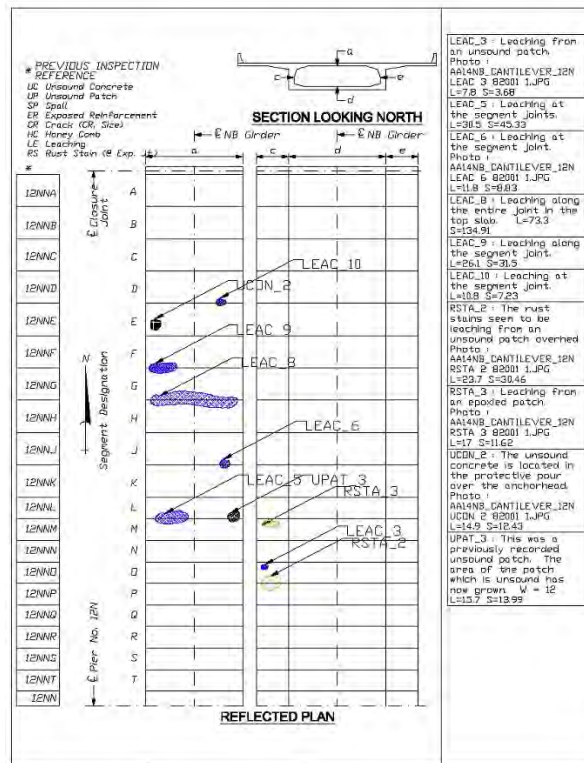 * PREVIOUS INSPECTION
REFERENCE
UC Unsound Concrete
UP Unsound Patch
SP Spall
ER Exposed Reinforcement
CR Crack (CR, Size)
HC Honey Comb
LE Leaching
RS Rust Stain (@ Exp. Jt)
*
a
c
e
d
SECTION LOOKING NORTH
℄ NB Girder
℄ NB Girder
a
c
d
e
℄ Closure
Joint
N
Segment Designation
℄ Pier No. 12N
12NNA
A
12NNB
B
12NNC
C
12NND
D
12NNE
E
12NNF
F
12NNG
G
12NNH
H
12NNJ
J
12NNK
K
12NNL
L
12NNM
M
12NNN
N
12NNO
O
12NNP
P
12NNQ
Q
12NNR
R
12NNS
S
12NNT
T
12NN
LEAC_10
UCON_2
LEAC_9
LEAC_8
LEAC_6
LEAC_5
UPAT_3
RSTA_3
LEAC_3
RSTA_2
REFLECTED PLAN
LEAC_3 : Leaching from
an unsound patch.
Photo :
AA14NB_CANTILEVER_12N
LEAC 3 82001 1.JPG
L=7.8 S=3.68
LEAC_5 : Leaching at
the segment joints.
L=30.5 S=45.33
LEAC_6 : Leaching at
the segment joint.
Photo :
AA14NB_CANTILEVER_12N
LEAC 6 82001 1.JPG
L=11.8 S=8.83
LEAC_8 : Leaching along
the entire joint in the
top slab. L=73.3
S=134.91
LEAC_9 : Leaching along
the segment joint.
L=26.1 S=31.5
LEAC_10 : Leaching at
the segment joint.
L=10.8 S=7.23
RSTA_2 : The rust
stains seem to be
leaching from an
unsound patch overhed
Photo :
AA14NB_CANTILEVER_12N
RSTA 2 82001 1.JPG
L=23.7 S=30.46
RSTA_3 : Leaching from
an epoxied patch.
Photo :
AA14NB_CANTILEVER_12N
RSTA 3 82001 1.JPG
L=17 S=11.62
UCON_2 : The unsound
concrete is located in
the protective pour
over the anchorhead.
Photo :
AA14NB_CANTILEVER_12N
UCON 2 82001 1.JPG
L=14.9 S=12.43
UPAT_3 : This was a
previously recorded
unsound patch. The
area of the patch
which is unsound has
now grown. W = 12
L=15.7 S=13.99